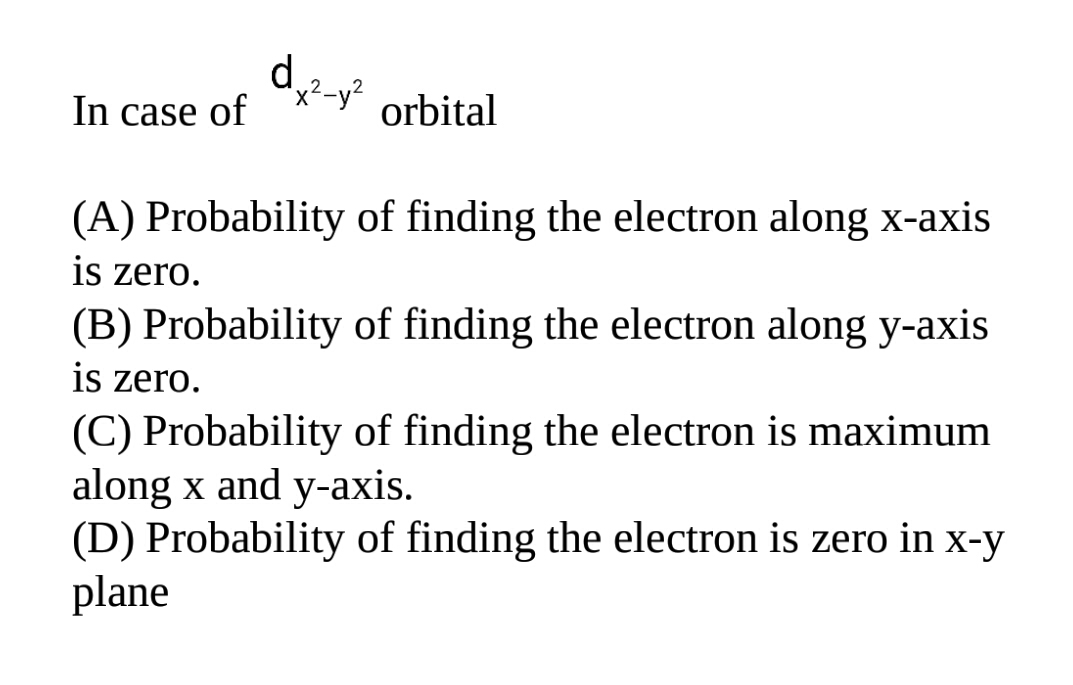 In case of d_{x²−y²} orbital
(A) Probability of finding the electron along x-axis
is zero.
(B) Probability of finding the electron along y-axis
is zero.
(C) Probability of finding the electron is maximum
along x and y-axis.
(D) Probability of finding the electron is zero in x-y
plane